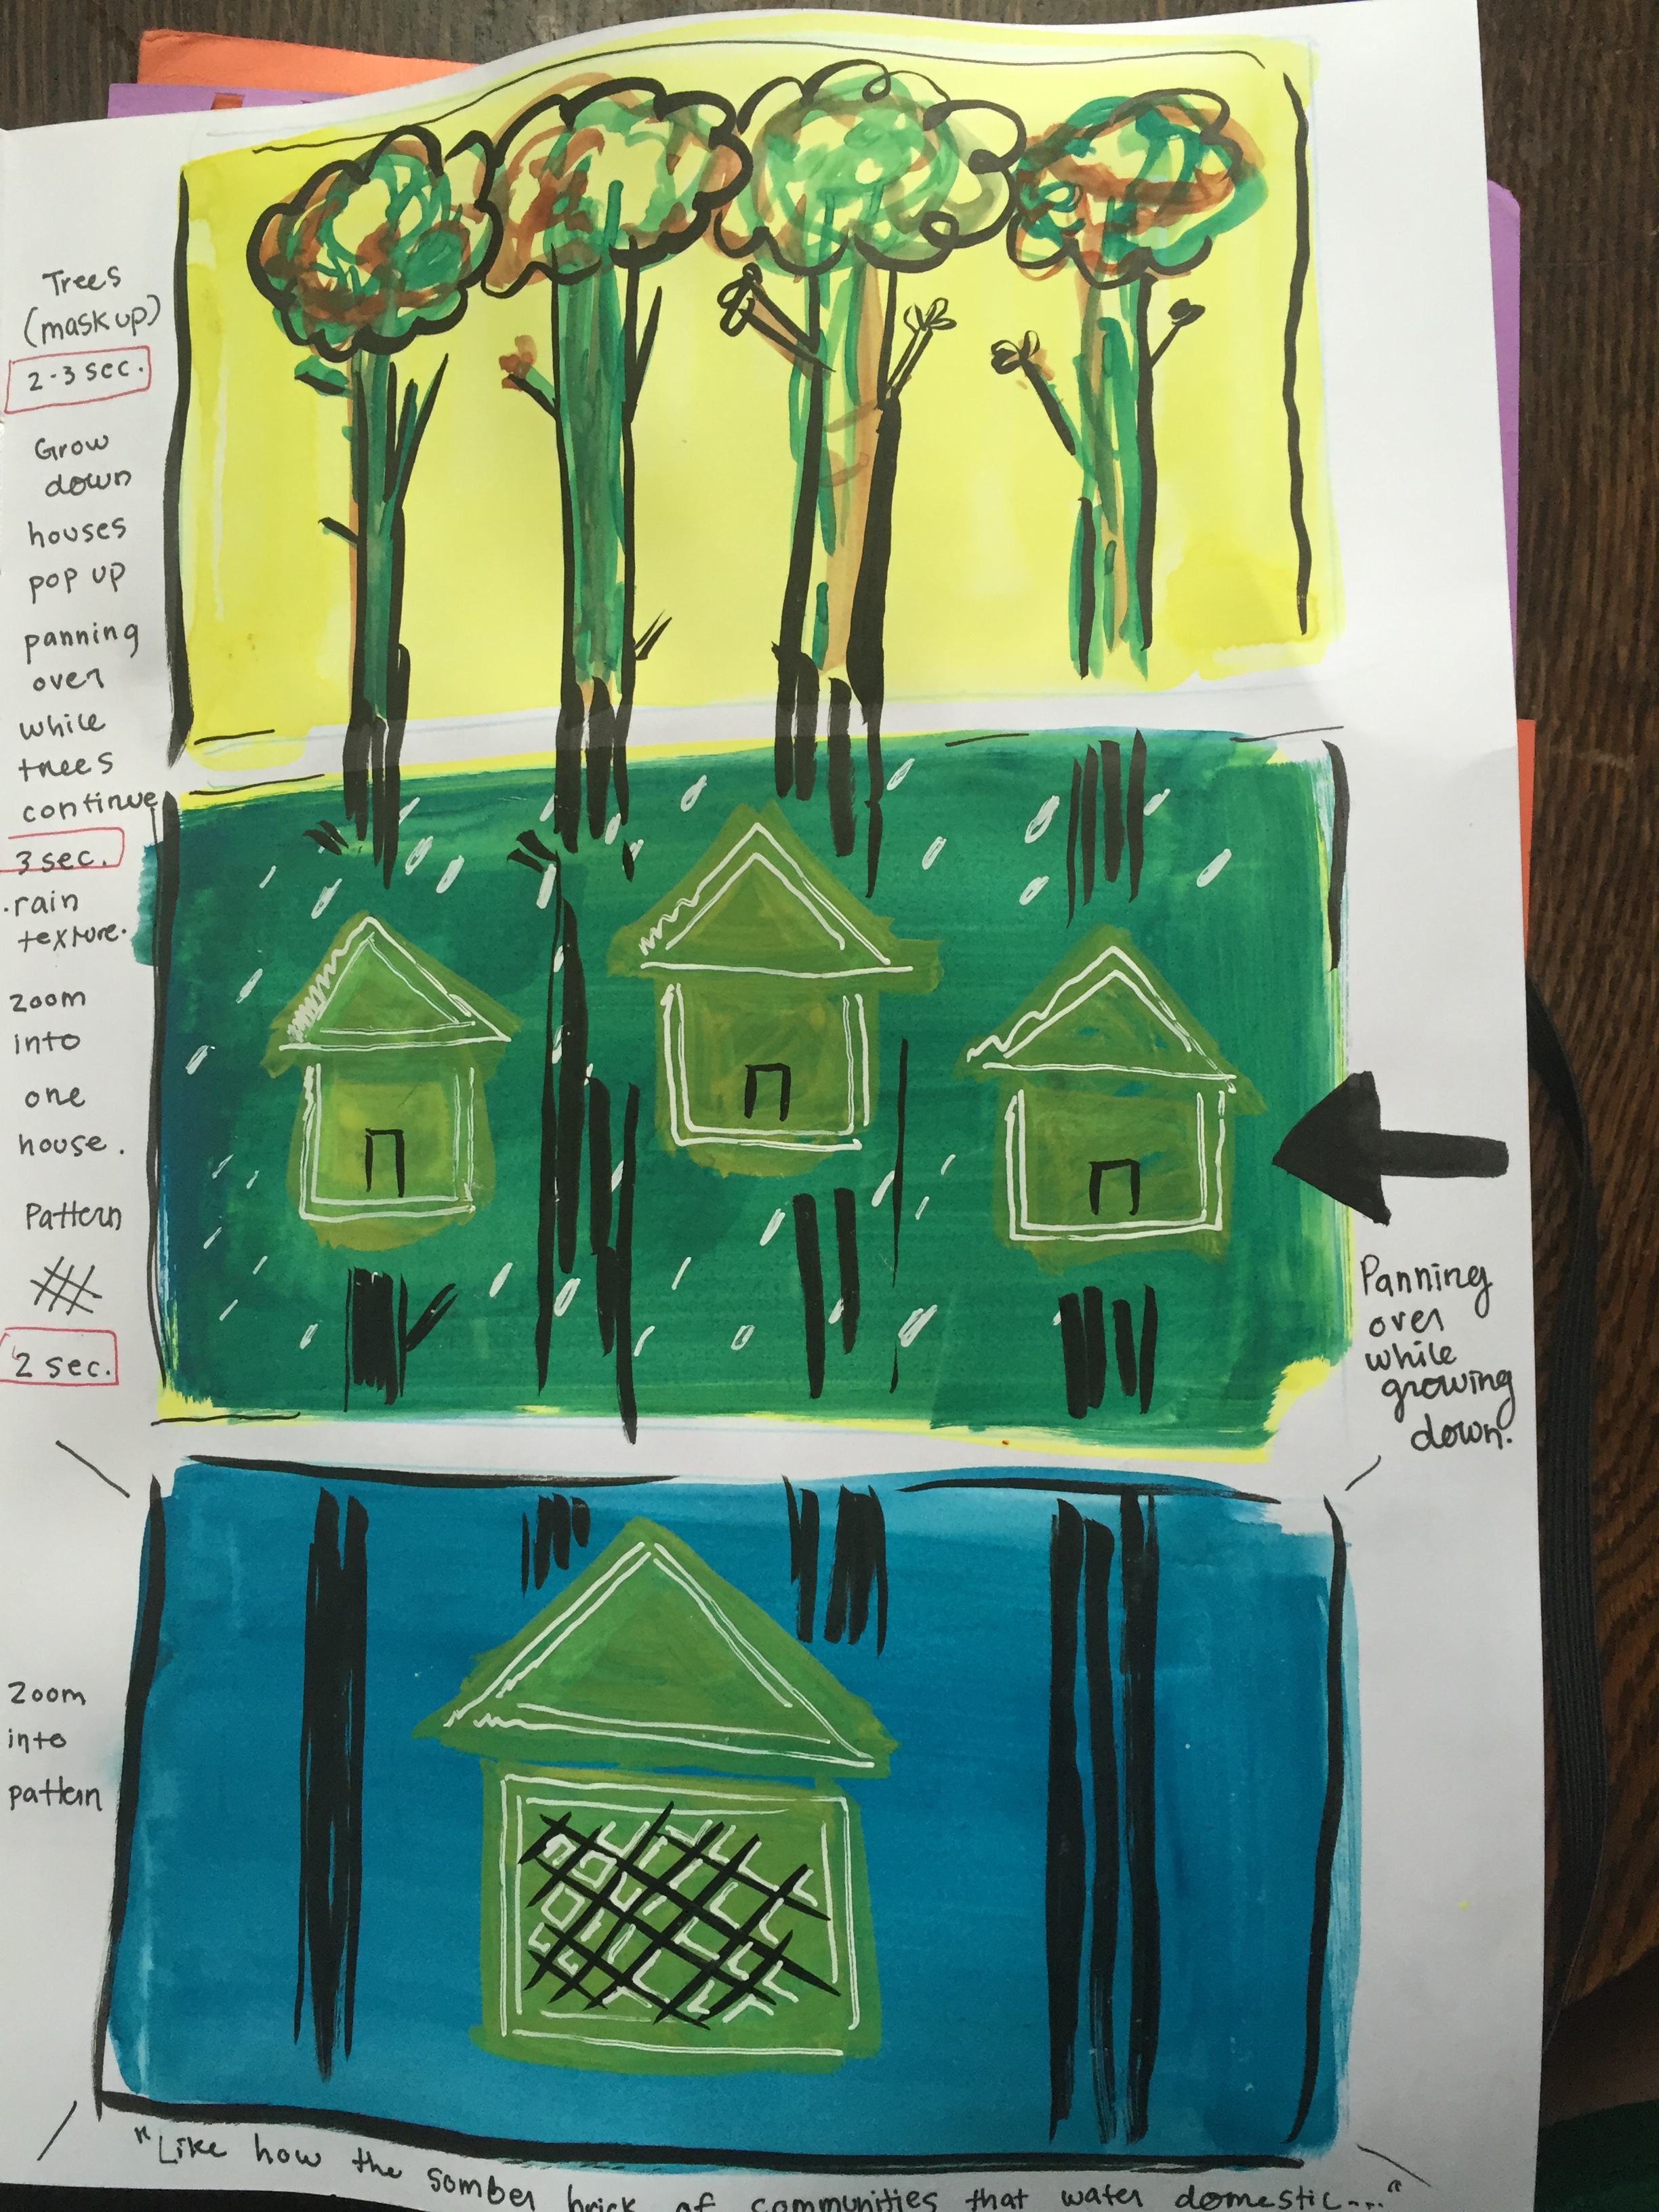 Trees
(mask up)
2-3 sec.
Grow
down
houses
pop up
panning
over
while
trees
continue
3 sec.
.rain
texture.
zoom
into
one
house.
Pattern
2 sec.
Panning
over
while
growing
down.
Zoom
into
pattern
"Like how the somber brick of communities that water domestic..."